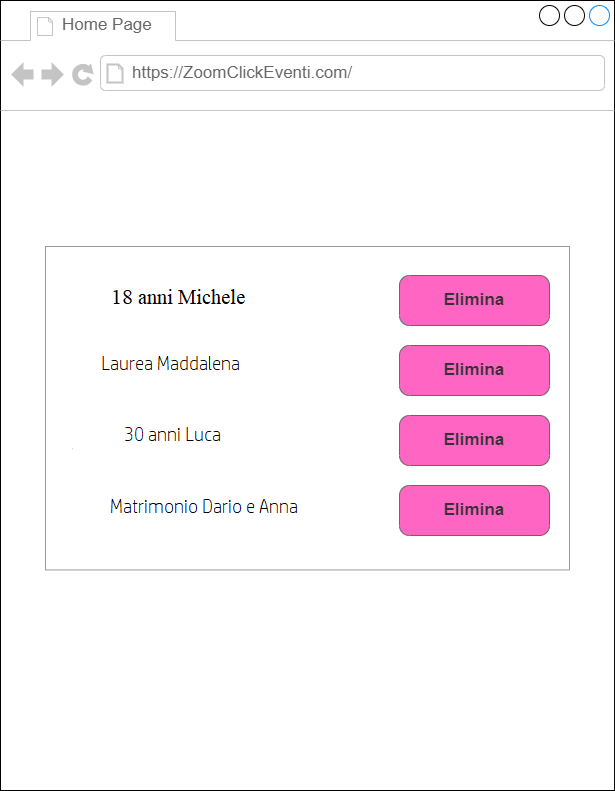 Home Page
https://ZoomClickEventi.com/
18 anni Michele
Elimina
Laurea Maddalena
Elimina
30 anni Luca
Elimina
Matrimonio Dario e Anna
Elimina